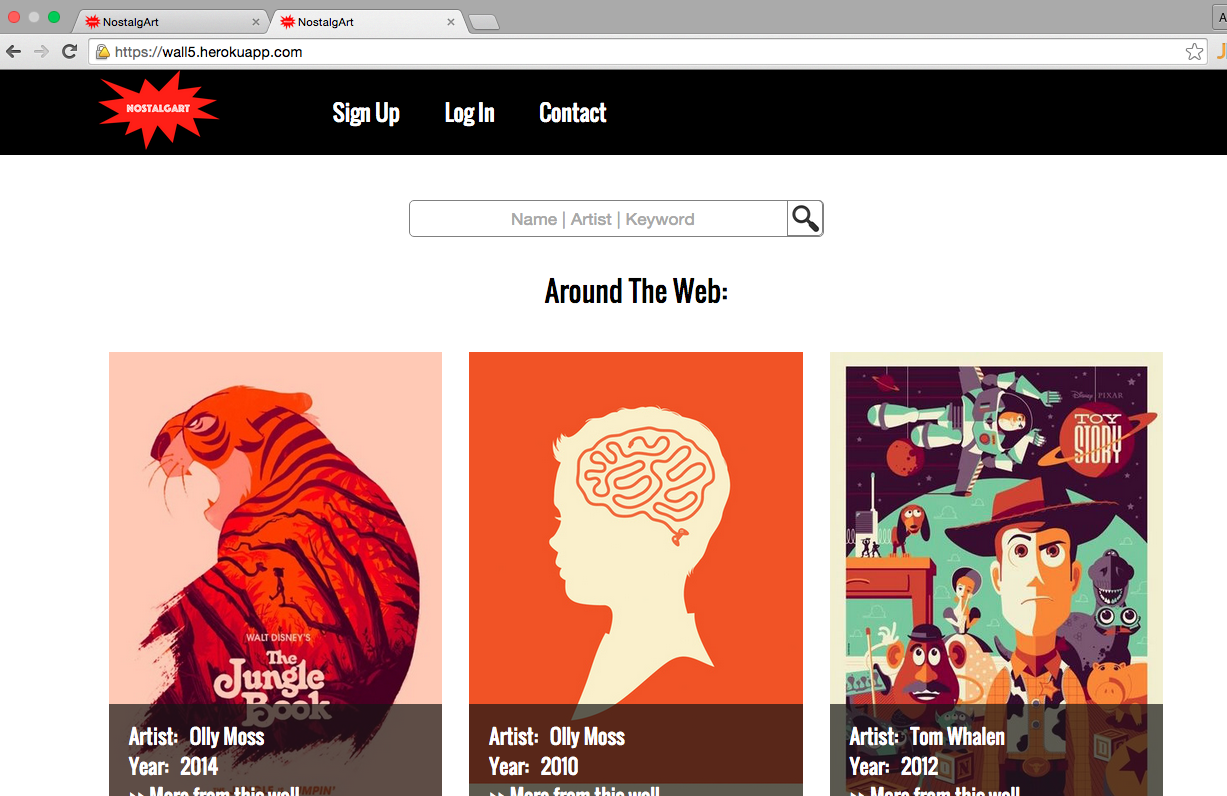 NostalgArt
NostalgArt
https://wall5.herokuapp.com
NOSTALGART
Sign Up
Log In
Contact
Name | Artist | Keyword
Around The Web:
WALT DISNEY'S
The
Jungle
Book
Disney PIXAR
TOY
STORY
Artist: Olly Moss
Year: 2014
>> More from this wall
Artist: Olly Moss
Year: 2010
>> More from this wall
Artist: Tom Whalen
Year: 2012
>> More from this wall